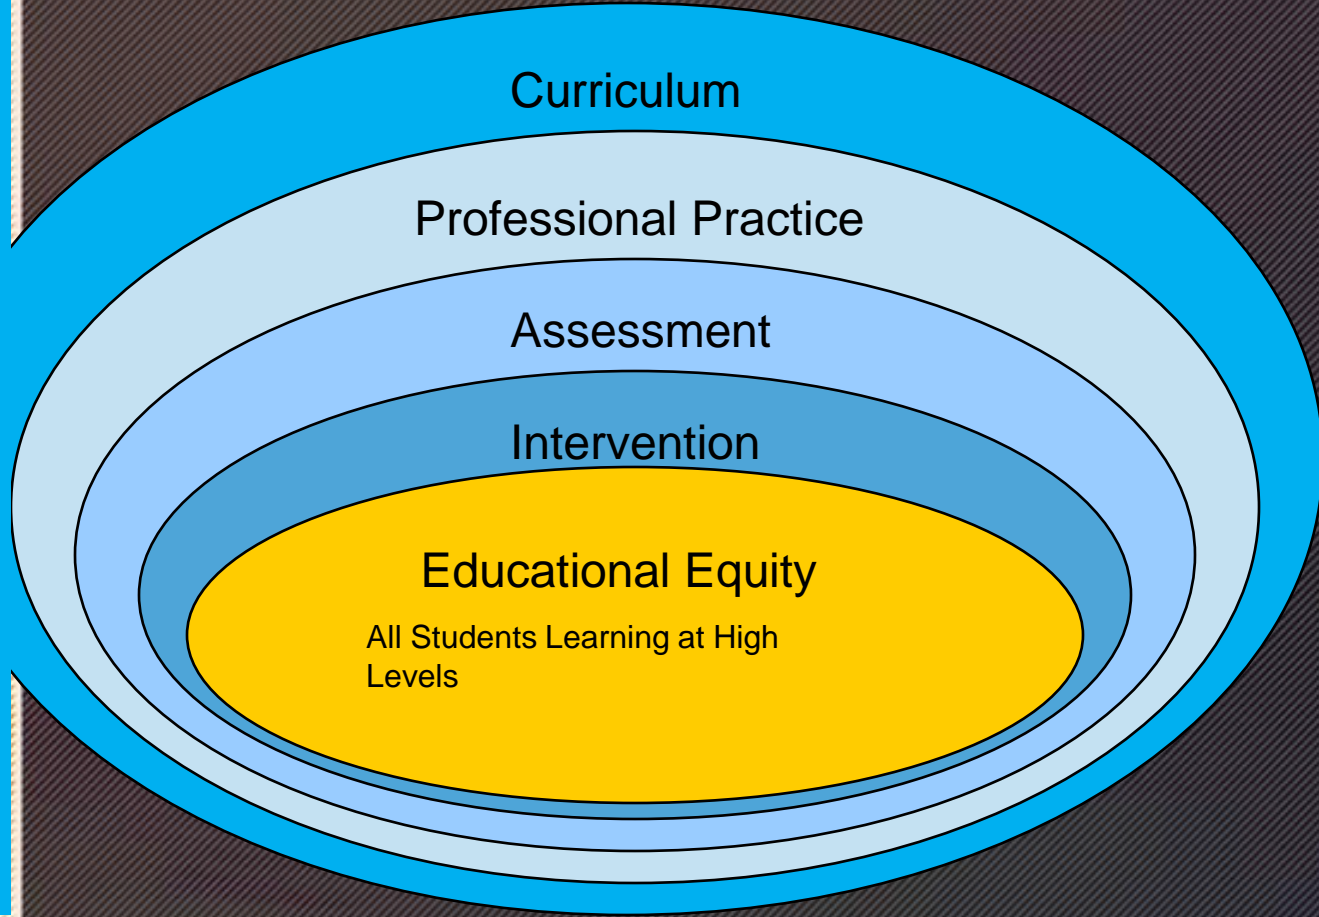 Curriculum
Professional Practice
Assessment
Intervention
Educational Equity
All Students Learning at High
Levels